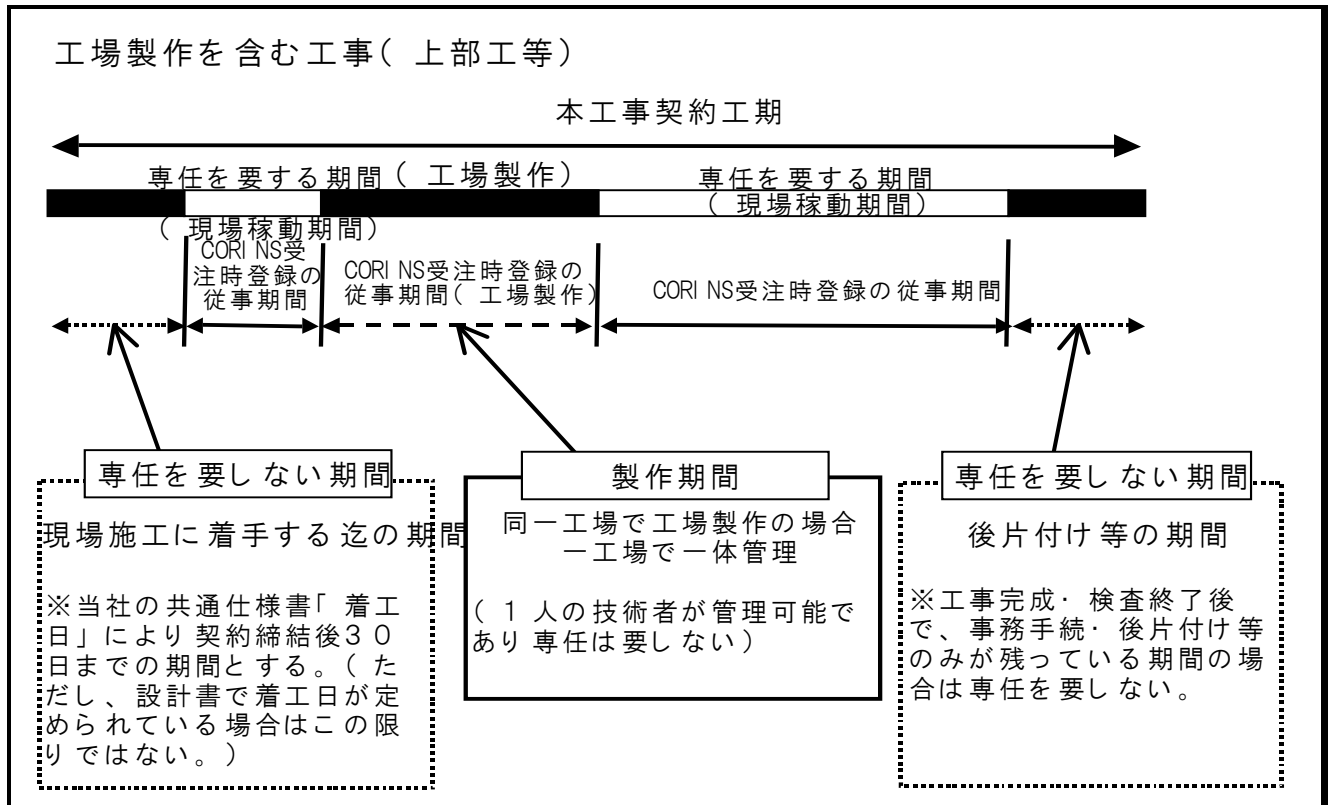 工場製作を含む工事(上部工等)
本工事契約工期
専任を要する期間(工場製作)
専任を要する期間
(現場稼動期間)
(現場稼動期間)
CORINS受
注時登録の
従事期間
CORINS受注時登録の
従事期間(工場製作)
CORINS受注時登録の従事期間
専任を要しない期間
現場施工に着手する迄の期間
※当社の共通仕様書「着工
日」により契約締結後30
日までの期間とする。(た
だし、設計書で着工日が定
められている場合はこの限
りではない。)
製作期間
同一工場で工場製作の場合
一工場で一体管理
(1人の技術者が管理可能で
あり専任は要しない)
専任を要しない期間
後片付け等の期間
※工事完成・検査終了後
で、事務手続・後片付け等
のみが残っている期間の場
合は専任を要しない。